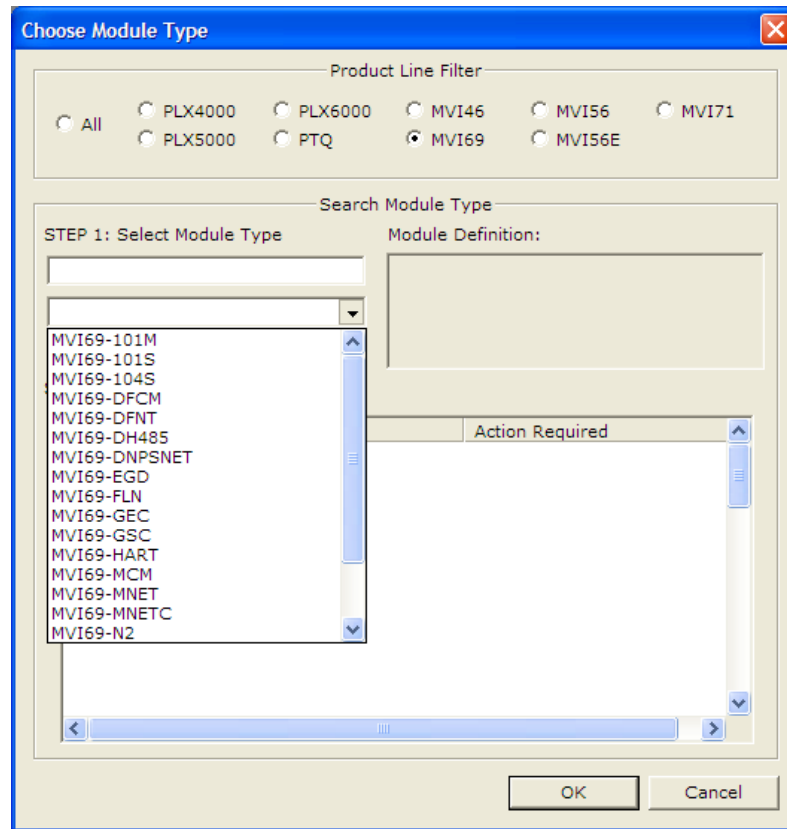 Choose Module Type
Product Line Filter
All
PLX4000 PLX6000 MVI46 MVI56 MVI71
PLX5000 PTQ MVI69 MVI56E
Search Module Type
STEP 1: Select Module Type Module Definition:
MVI69-101M
MVI69-101S
MVI69-104S
MVI69-DFCM
MVI69-DFNT
MVI69-DH485
MVI69-DNPSNET
MVI69-EGD
MVI69-FLN
MVI69-GEC
MVI69-GSC
MVI69-HART
MVI69-MCM
MVI69-MNET
MVI69-MNETC
MVI69-N2
Action Required
OK Cancel